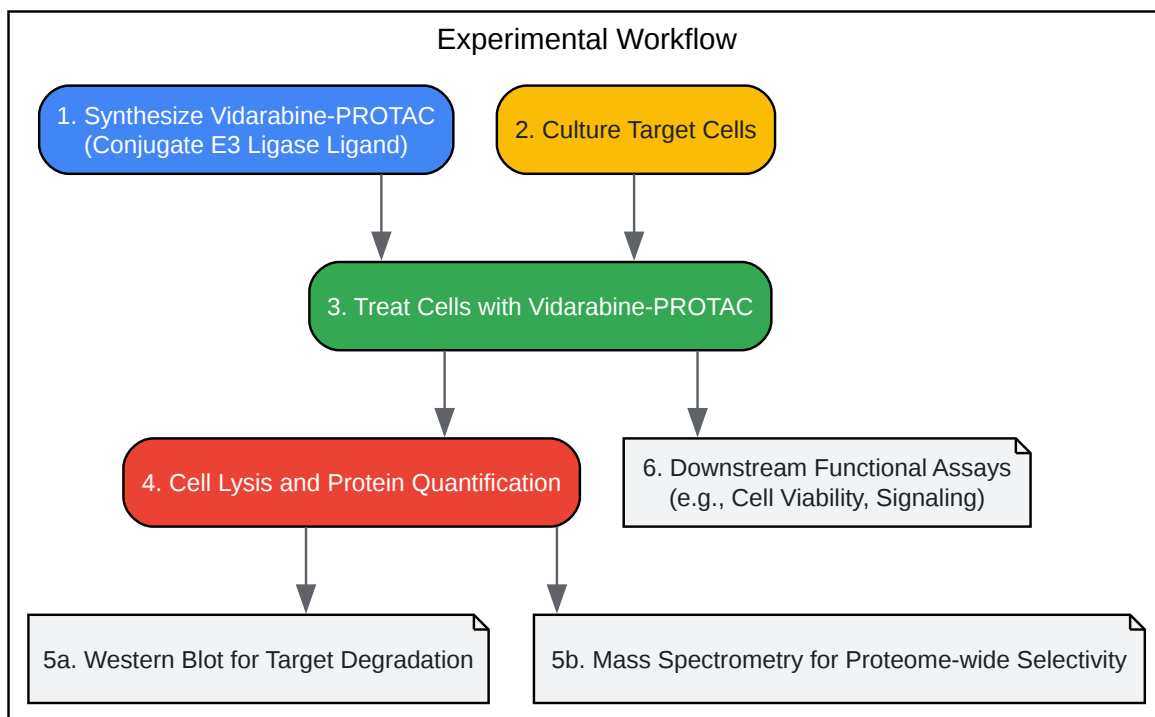 Experimental Workflow
1. Synthesize Vidarabine-PROTAC
(Conjugate E3 Ligase Ligand)
2. Culture Target Cells
3. Treat Cells with Vidarabine-PROTAC
4. Cell Lysis and Protein Quantification
6. Downstream Functional Assays
(e.g., Cell Viability, Signaling)
5a. Western Blot for Target Degradation
5b. Mass Spectrometry for Proteome-wide Selectivity